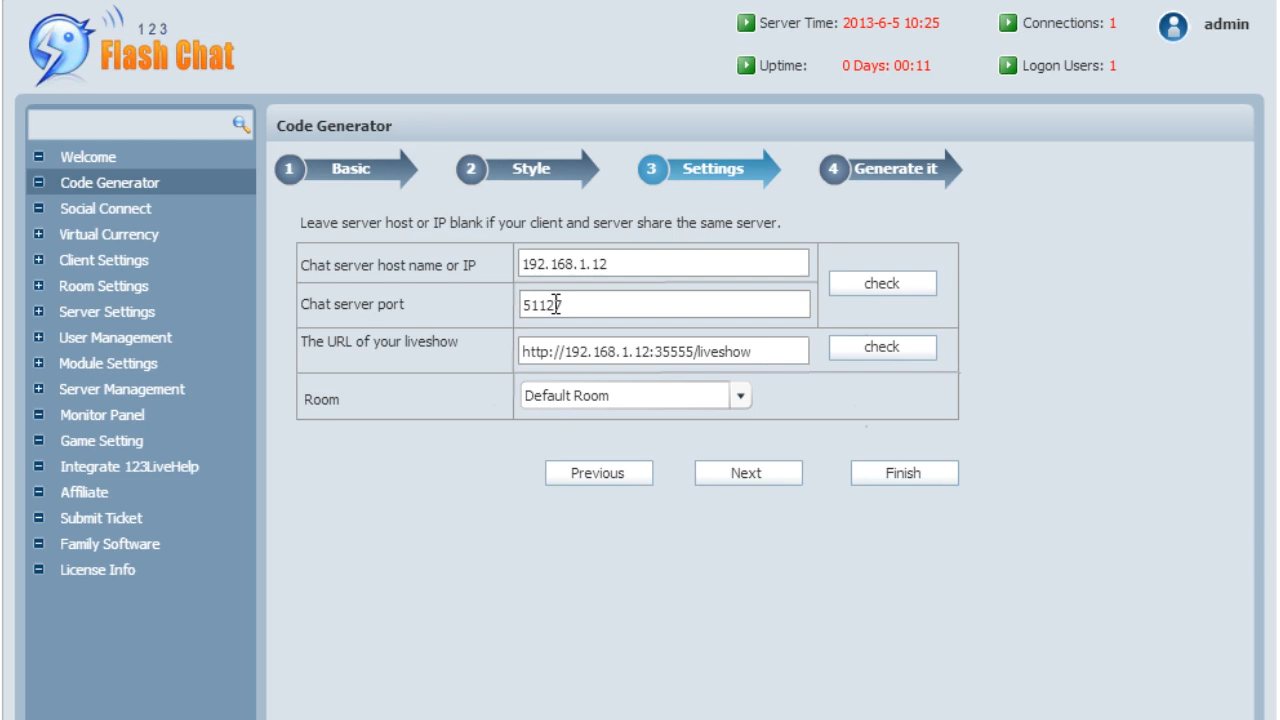 123
Flash Chat
Server Time: 2013-6-5 10:25
Connections: 1
admin
Uptime: 0 Days: 00:11
Logon Users: 1
Code Generator
1 Basic
2 Style
3 Settings
4 Generate it
Welcome
Code Generator
Social Connect
Virtual Currency
Client Settings
Room Settings
Server Settings
User Management
Module Settings
Server Management
Monitor Panel
Game Setting
Integrate 123LiveHelp
Affiliate
Submit Ticket
Family Software
License Info
Leave server host or IP blank if your client and server share the same server.
Chat server host name or IP 192.168.1.12
check
Chat server port 51127
The URL of your liveshow http://192.168.1.12:35555/liveshow check
Room Default Room
Previous Next Finish